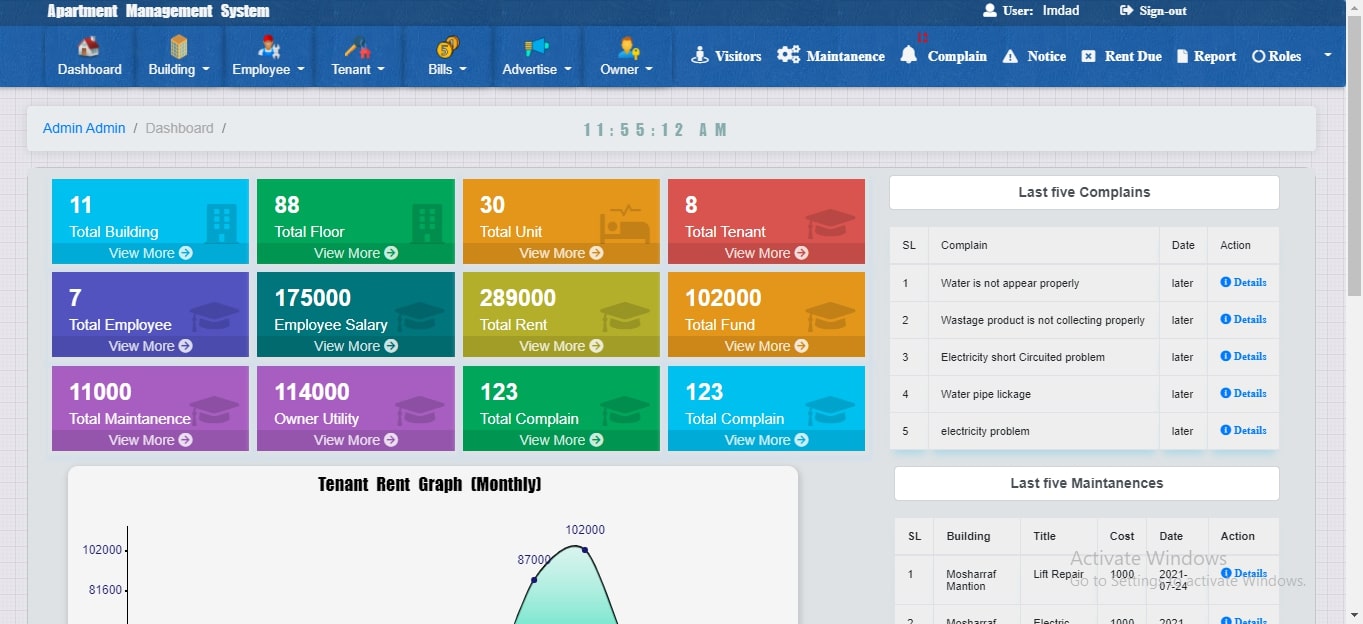 Apartment Management System
User: Imdad
Sign-out
Dashboard
Building
Employee
Tenant
Bills
Advertise
Owner
Visitors
Maintanence
Complain
Notice
Rent Due
Report
Roles
Admin Admin / Dashboard /
11:55:12 AM
11
Total Building
View More
88
Total Floor
View More
30
Total Unit
View More
8
Total Tenant
View More
7
Total Employee
View More
175000
Employee Salary
View More
289000
Total Rent
View More
102000
Total Fund
View More
11000
Total Maintanence
View More
114000
Owner Utility
View More
123
Total Complain
View More
123
Total Complain
View More
Tenant Rent Graph (Monthly)
102000
87000
102000
81600
Last five Complains
SL Complain Date Action
1 Water is not appear properly later Details
2 Wastage product is not collecting properly later Details
3 Electricity short Circuited problem later Details
4 Water pipe lickage later Details
5 electricity problem later Details
Last five Maintanences
SL Building Title Cost Date Action
1 Mosharraf Mantion Lift Repair 1000 2021-07-24 Details
2 Mosharraf Electric 1000 2021- Details
Activate Windows
Go to Settings to activate Windows.